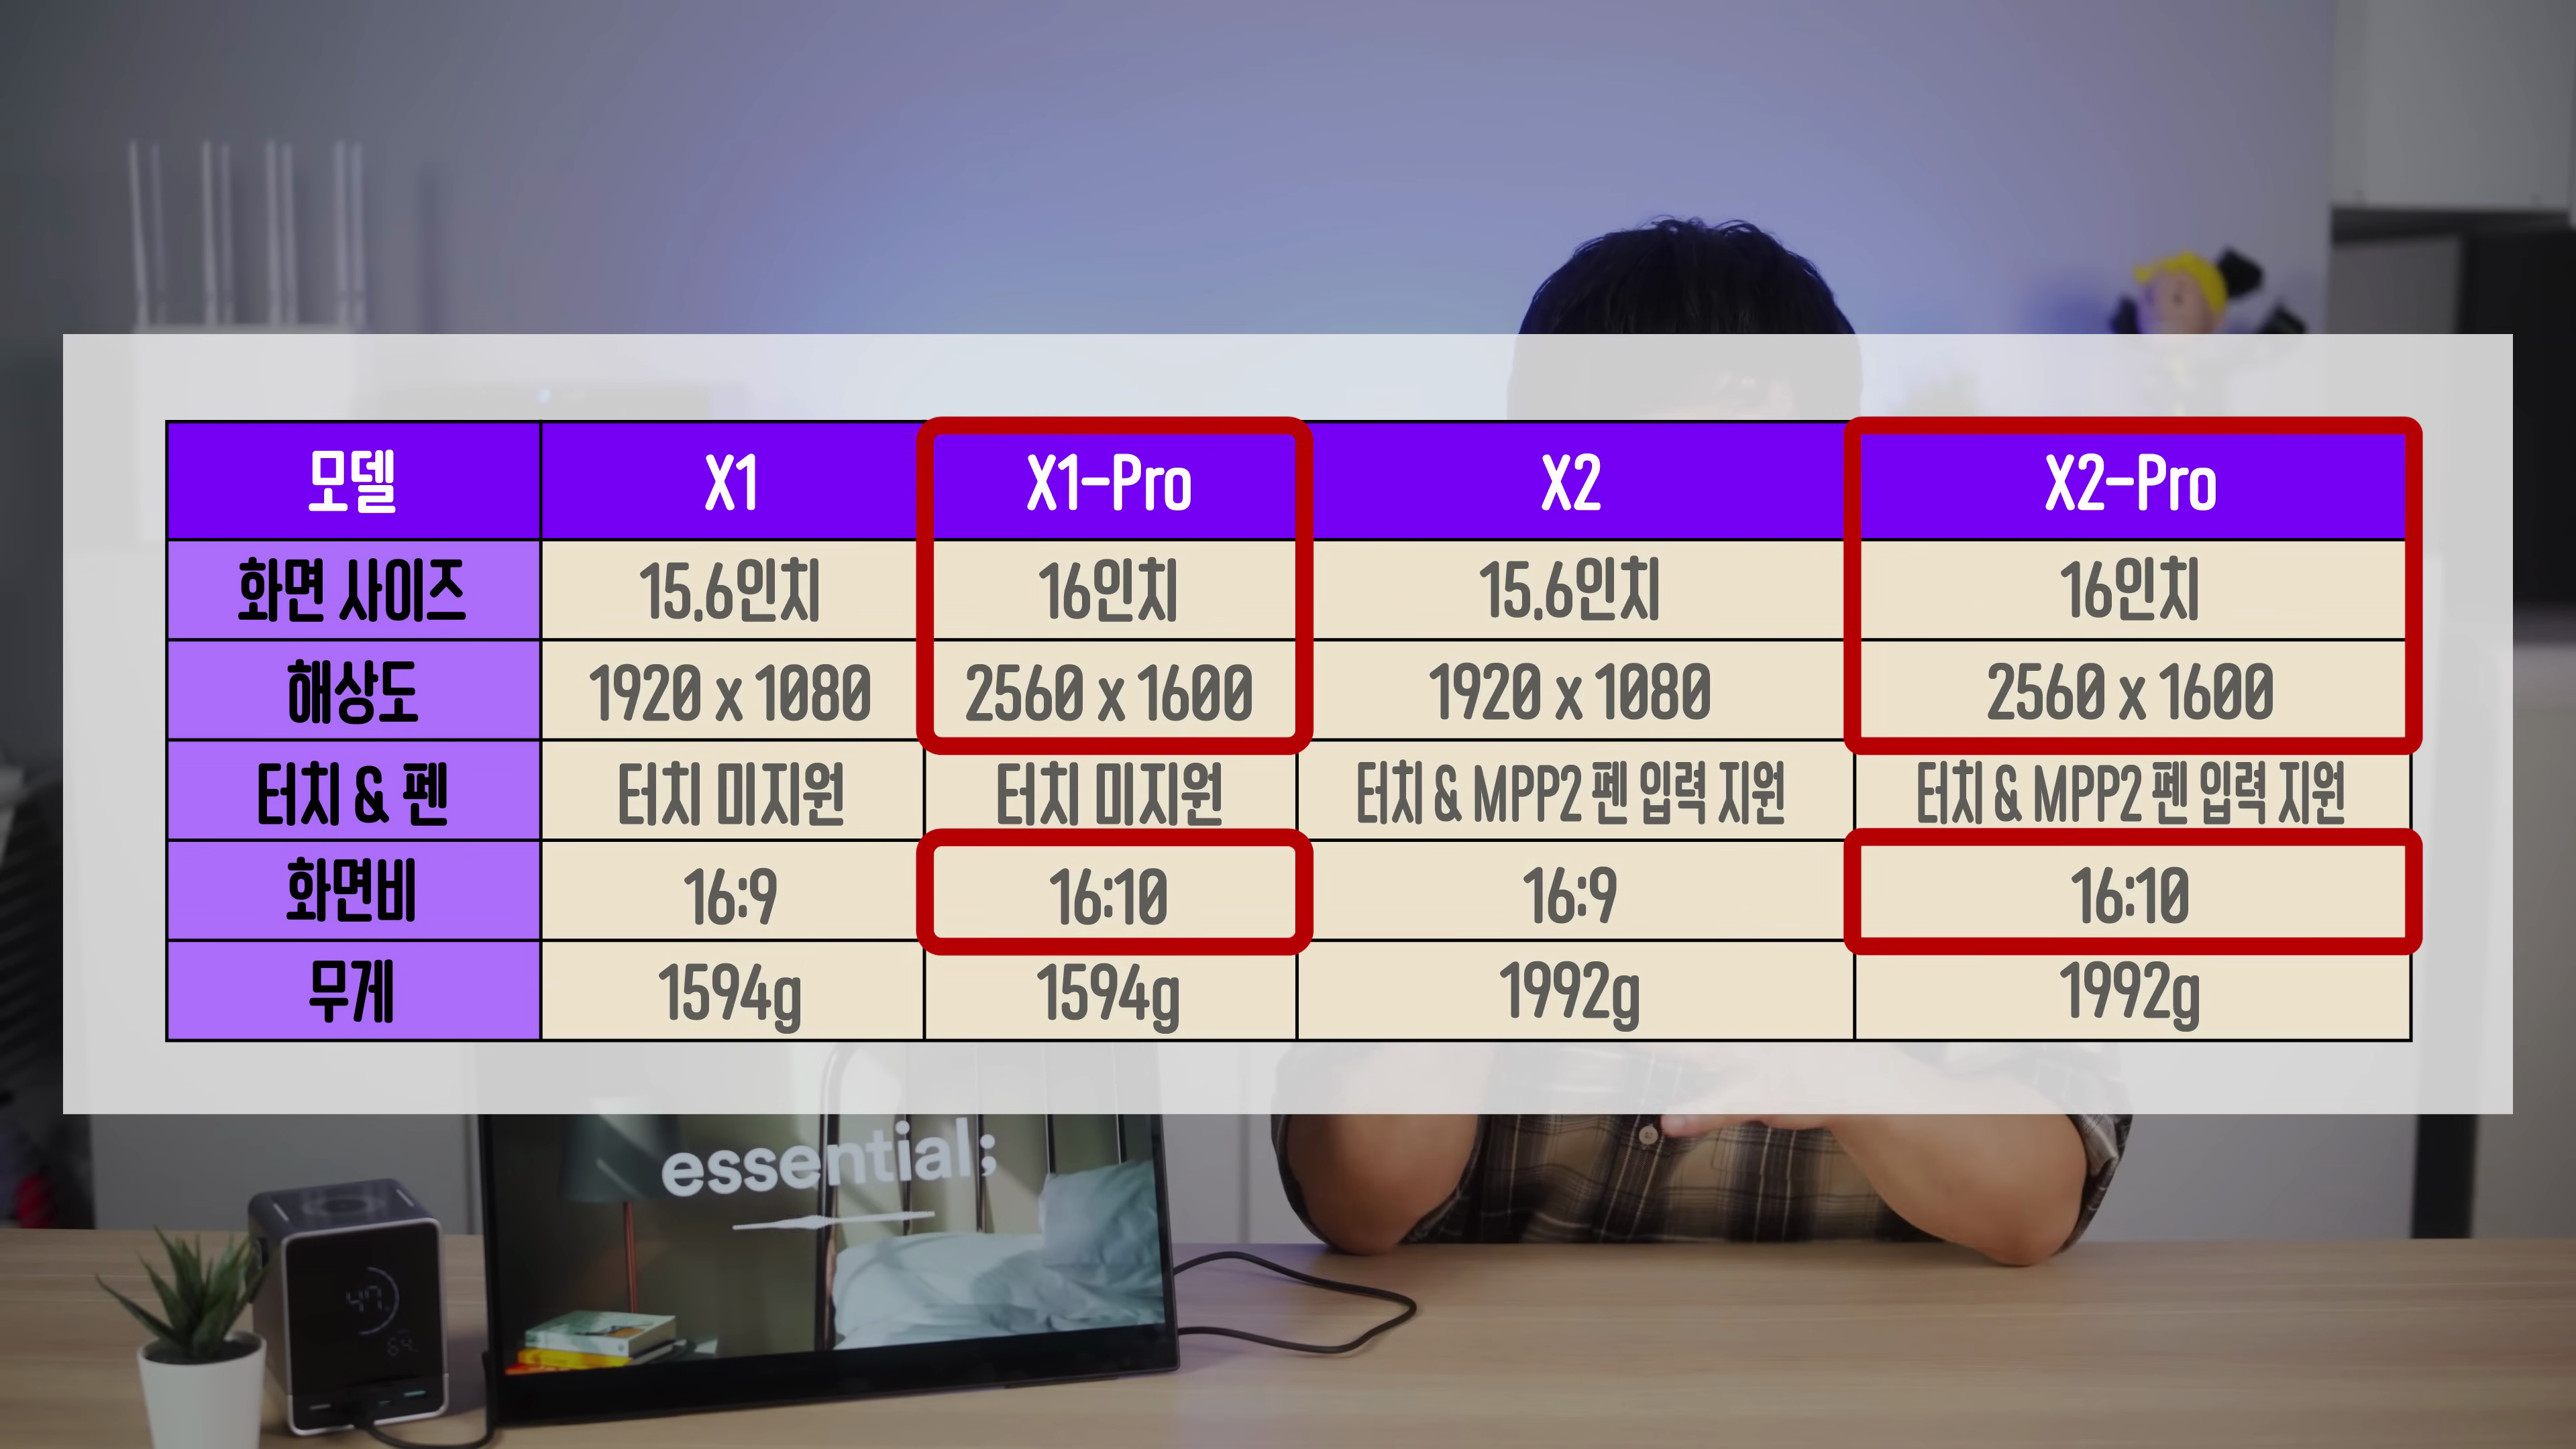 모델 X1 X1-Pro X2 X2-Pro
화면 사이즈 15.6인치 16인치 15.6인치 16인치
해상도 1920 x 1080 2560 x 1600 1920 x 1080 2560 x 1600
터치 & 펜 터치 미지원 터치 미지원 터치 & MPP2 펜 입력 지원 터치 & MPP2 펜 입력 지원
화면비 16:9 16:10 16:9 16:10
무게 1594g 1594g 1992g 1992g
essential;